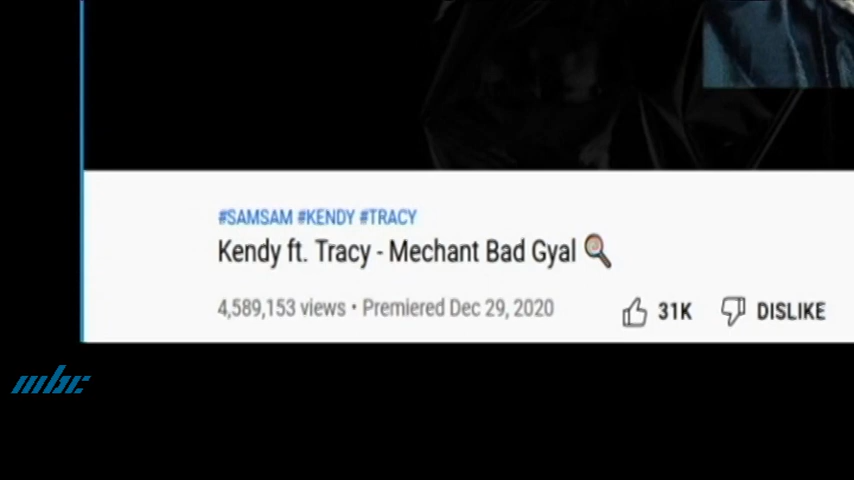 #SAMSAM #KENDY #TRACY
Kendy ft. Tracy - Mechant Bad Gyal 🍭
4,589,153 views • Premiered Dec 29, 2020
31K DISLIKE
mbc